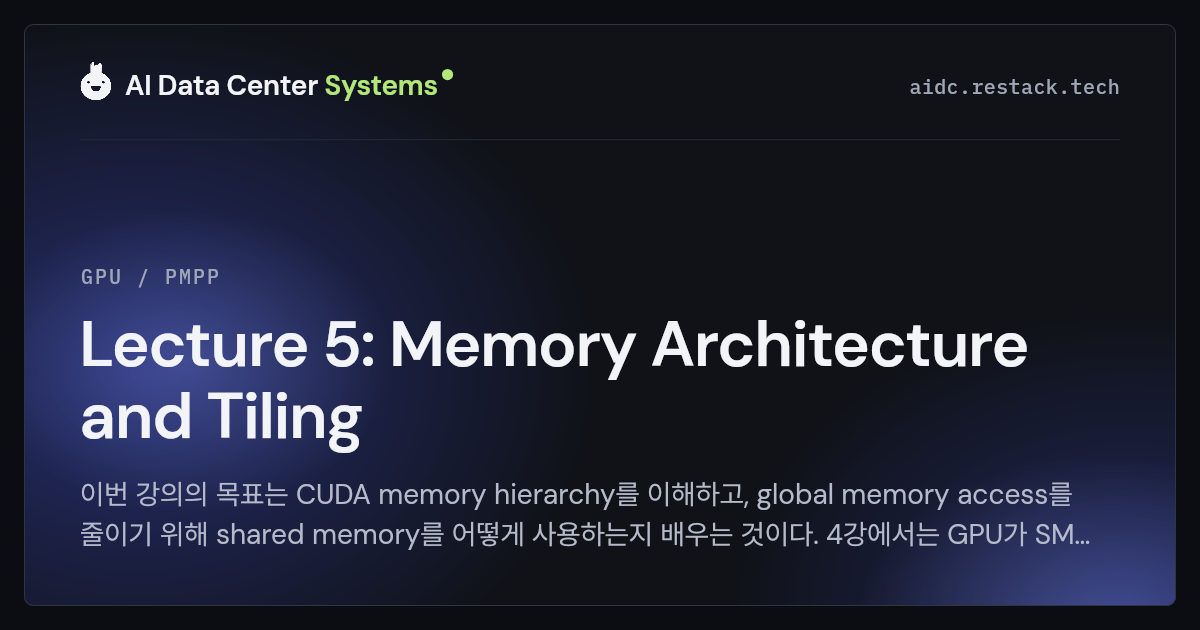 AI Data Center Systems
aidc.restack.tech
GPU / PMPP
Lecture 5: Memory Architecture
and Tiling
이번 강의의 목표는 CUDA memory hierarchy를 이해하고, global memory access를
줄이기 위해 shared memory를 어떻게 사용하는지 배우는 것이다. 4강에서는 GPU가 SM...